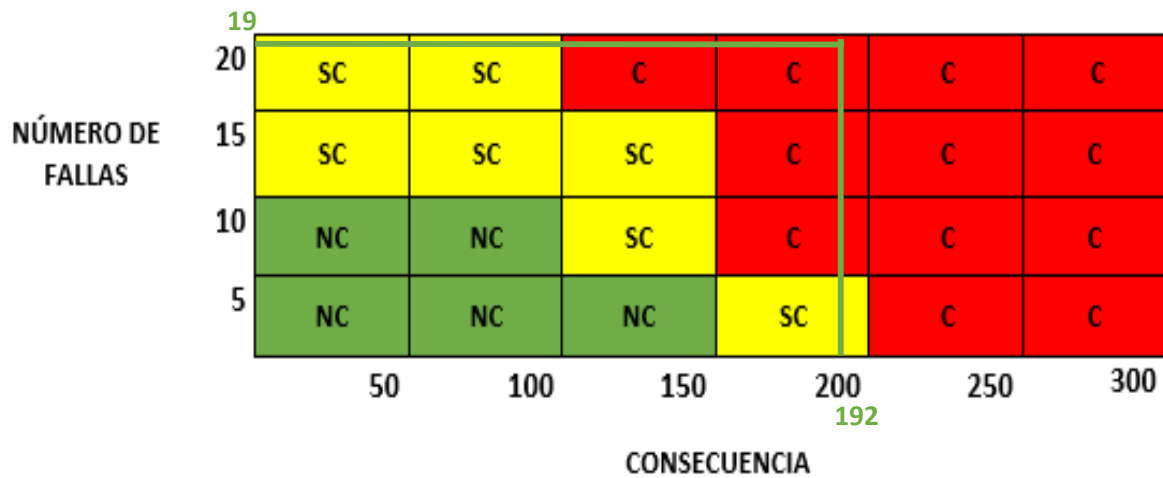 19
20 SC SC C C C C
NÚMERO DE
FALLAS
15 SC SC SC C C C
10 NC NC SC C C C
5 NC NC NC SC C C
50 100 150 200 250 300
192
CONSECUENCIA